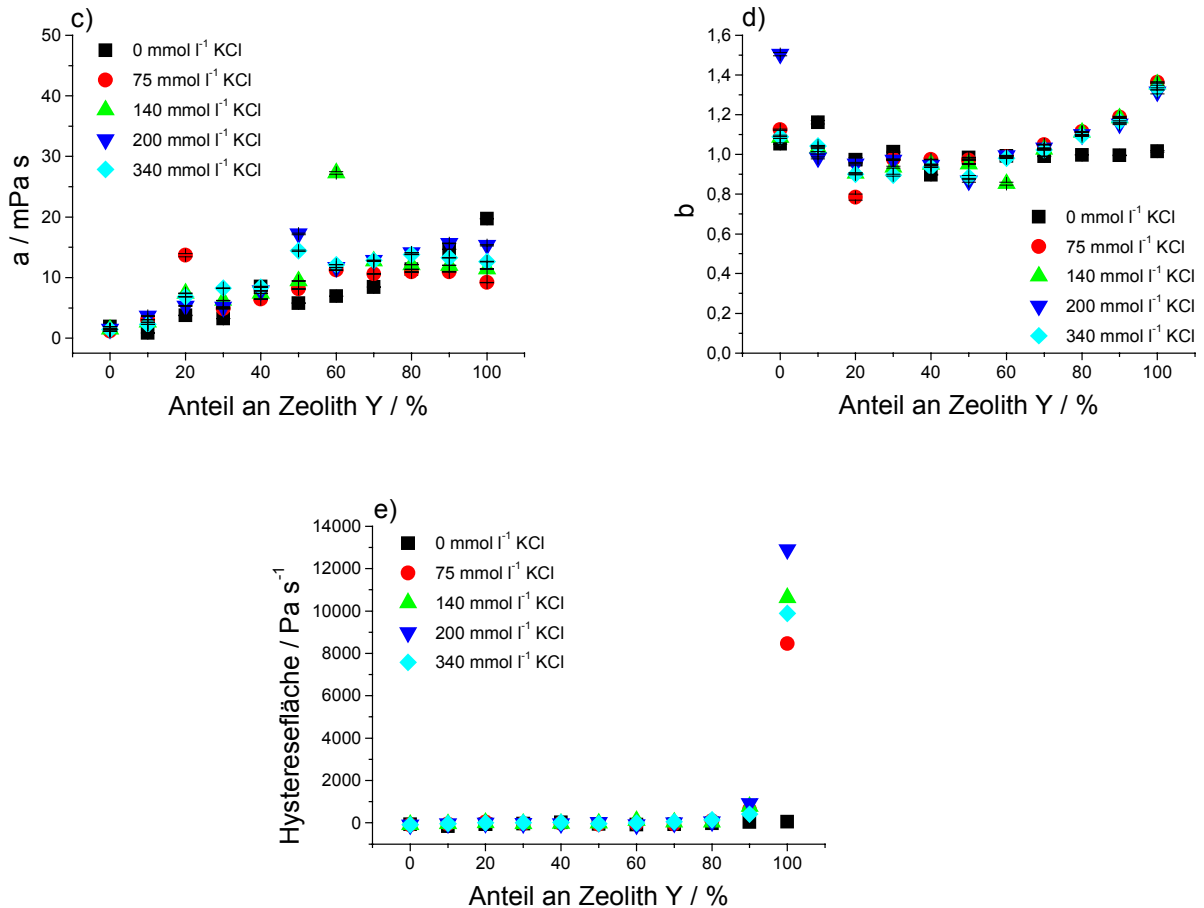 c)
50
40
30
20
10
0
a / mPa s
0 mmol l⁻¹ KCl
75 mmol l⁻¹ KCl
140 mmol l⁻¹ KCl
200 mmol l⁻¹ KCl
340 mmol l⁻¹ KCl
0 20 40 60 80 100
Anteil an Zeolith Y / %
d)
1,6
1,4
1,2
1,0
0,8
0,6
0,4
0,2
0,0
b
0 mmol l⁻¹ KCl
75 mmol l⁻¹ KCl
140 mmol l⁻¹ KCl
200 mmol l⁻¹ KCl
340 mmol l⁻¹ KCl
0 20 40 60 80 100
Anteil an Zeolith Y / %
e)
14000
12000
10000
8000
6000
4000
2000
0
Hysteresefläche / Pa s⁻¹
0 mmol l⁻¹ KCl
75 mmol l⁻¹ KCl
140 mmol l⁻¹ KCl
200 mmol l⁻¹ KCl
340 mmol l⁻¹ KCl
0 20 40 60 80 100
Anteil an Zeolith Y / %